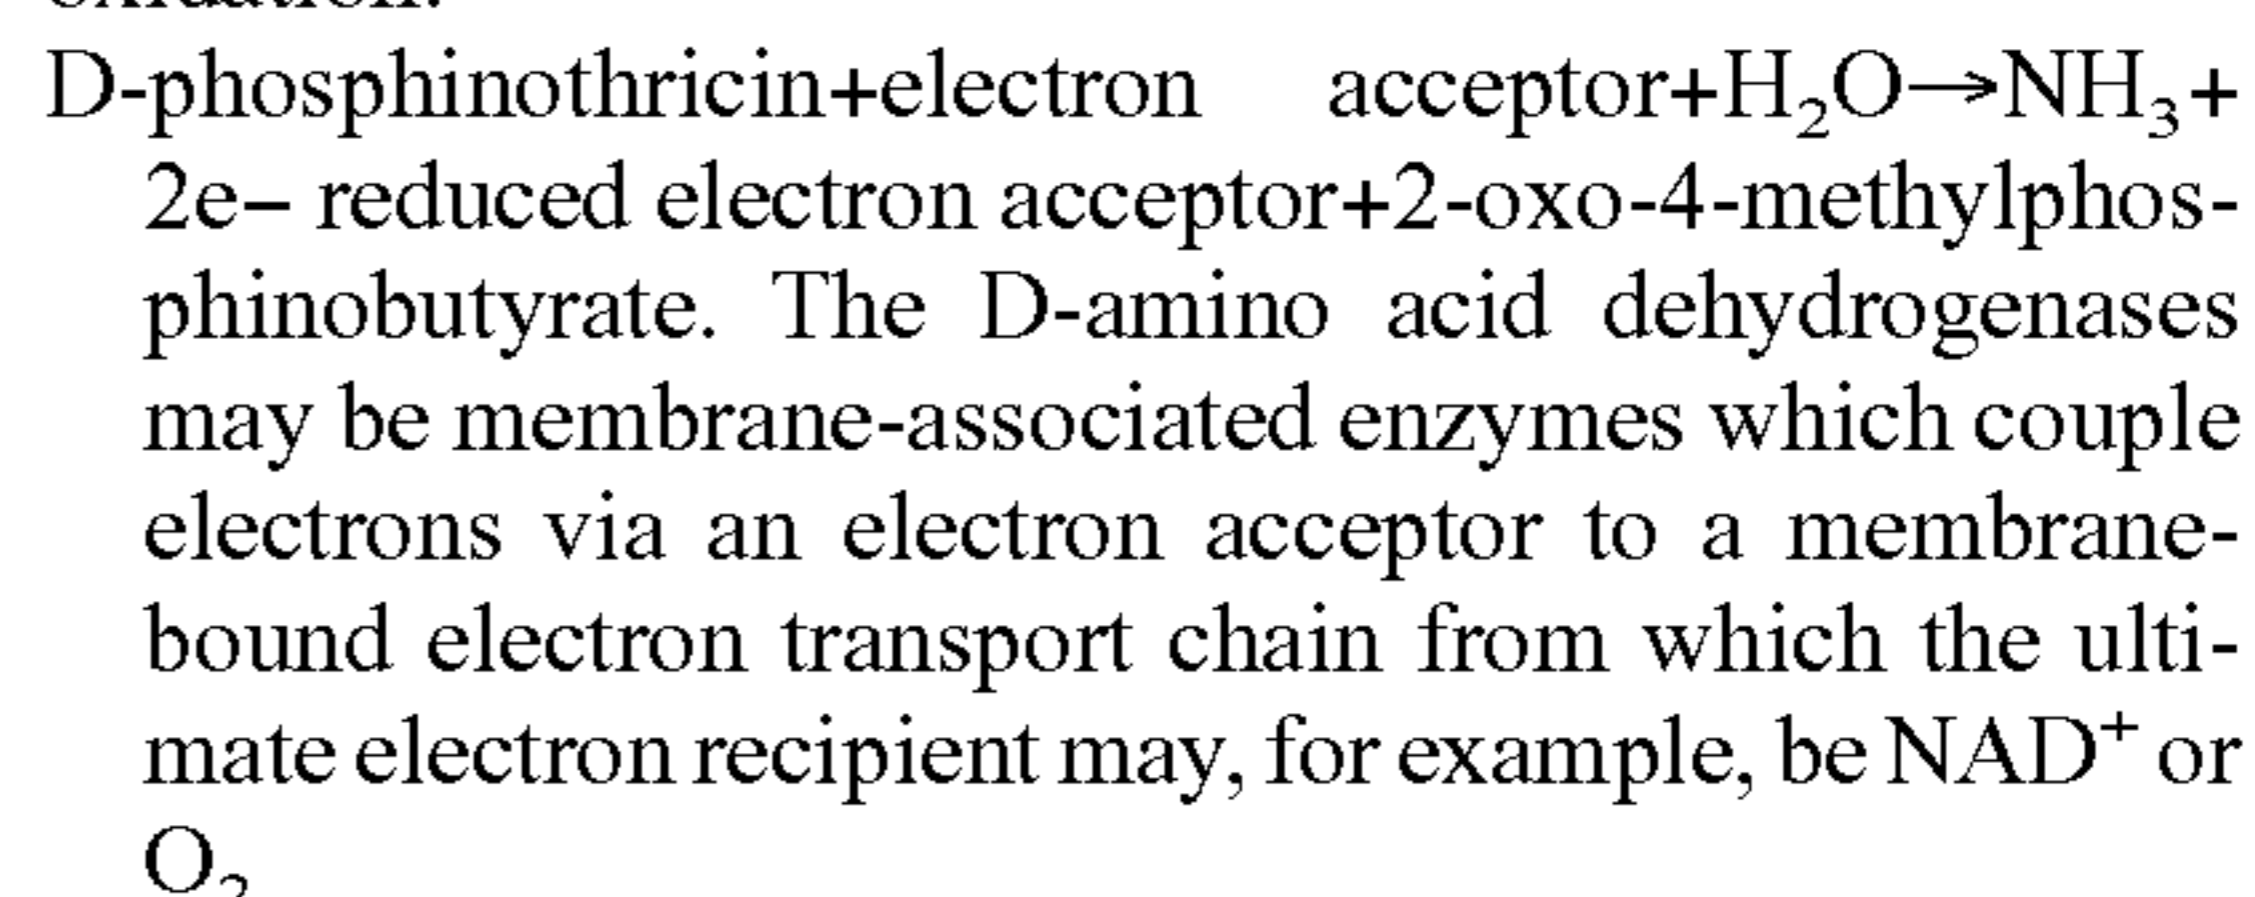 D-phosphinothricin+electron acceptor+H₂O→NH₃+
2e– reduced electron acceptor+2-oxo-4-methylphos-
phinobutyrate. The D-amino acid dehydrogenases
may be membrane-associated enzymes which couple
electrons via an electron acceptor to a membrane-
bound electron transport chain from which the ulti-
mate electron recipient may, for example, be NAD⁺ or
O₂